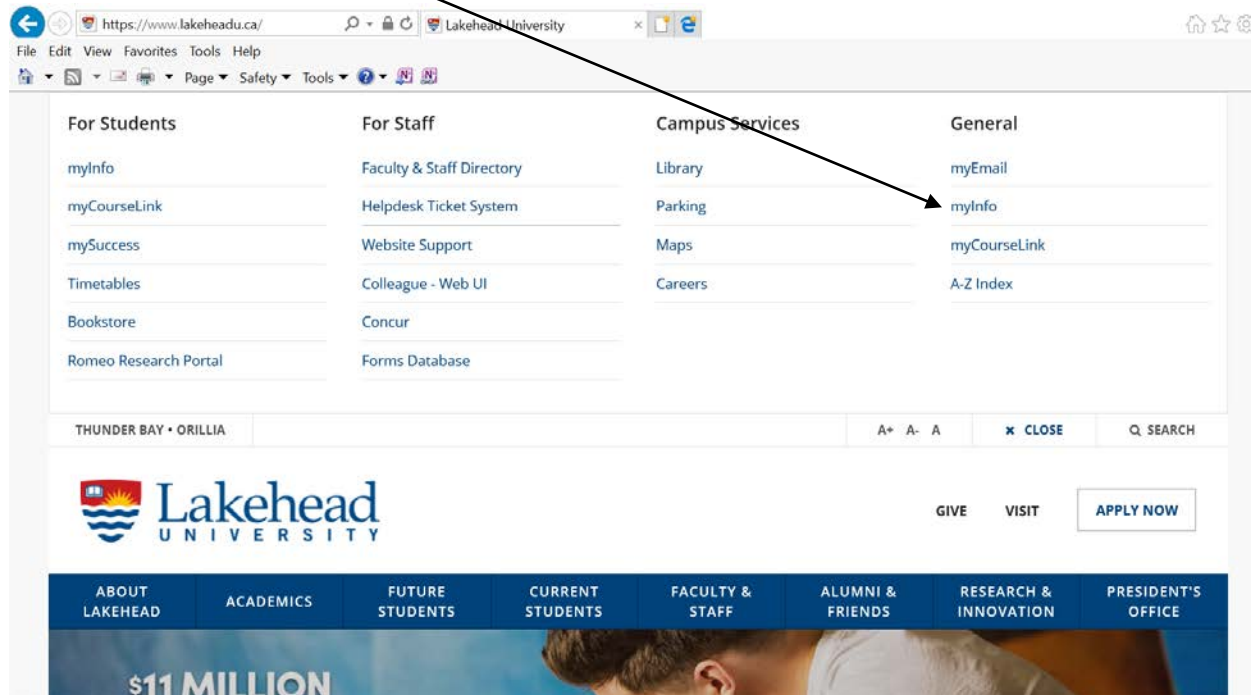 https://www.lakeheadu.ca/ Lakehead University
File Edit View Favorites Tools Help
Page Safety Tools
For Students For Staff Campus Services General
myInfo Faculty & Staff Directory Library myEmail
myCourseLink Helpdesk Ticket System Parking myInfo
mySuccess Website Support Maps myCourseLink
Timetables Colleague - Web UI Careers A-Z Index
Bookstore Concur
Romeo Research Portal Forms Database
THUNDER BAY • ORILLIA A+ A- A × CLOSE SEARCH
Lakehead
UNIVERSITY
GIVE VISIT APPLY NOW
ABOUT LAKEHEAD ACADEMICS FUTURE STUDENTS CURRENT STUDENTS FACULTY & STAFF ALUMNI & FRIENDS RESEARCH & INNOVATION PRESIDENT'S OFFICE
$11 MILLION